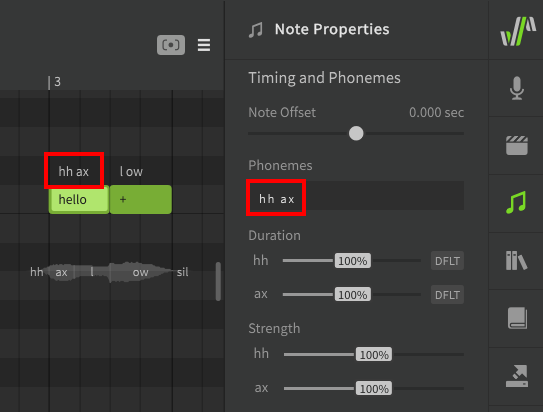 Note Properties
3
Timing and Phonemes
Note Offset 0.000 sec
hh ax l ow
Phonemes
hello +
hh ax
Duration
hh 100% DFLT
hh ax l ow sil
ax 100% DFLT
Strength
hh 100%
ax 100%